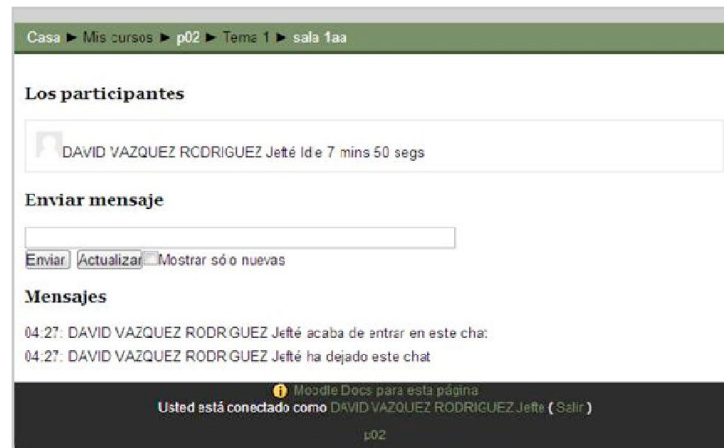 Casa ► Mis cursos ► p02 ► Tema 1 ► sala 1aa
Los participantes
DAVID VAZQUEZ RODRIGUEZ Jefté Idle 7 mins 50 segs
Enviar mensaje
Enviar Actualizar Mostrar sólo nuevas
Mensajes
04:27: DAVID VAZQUEZ RODRIGUEZ Jefté acaba de entrar en este chat
04:27: DAVID VAZQUEZ RODRIGUEZ Jefté ha dejado este chat
Moodle Docs para esta página
Usted está conectado como DAVID VAZQUEZ RODRIGUEZ Jefte ( Salir )
p02